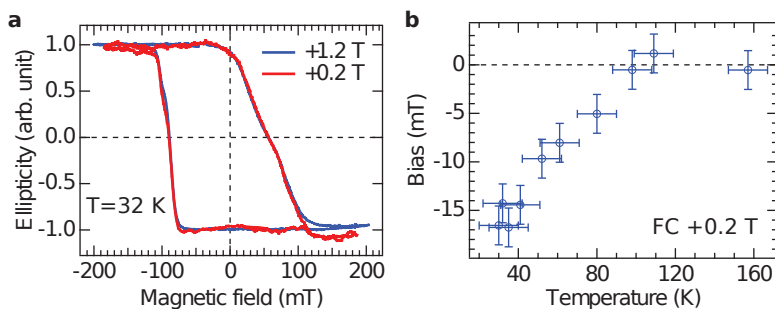 a
+1.2 T
+0.2 T
T=32 K
Ellipticity (arb. unit)
1.0
0.5
0.0
-0.5
-1.0
-200 -100 0 100 200
Magnetic field (mT)
b
Bias (mT)
0
-5
-10
-15
FC +0.2 T
40 80 120 160
Temperature (K)